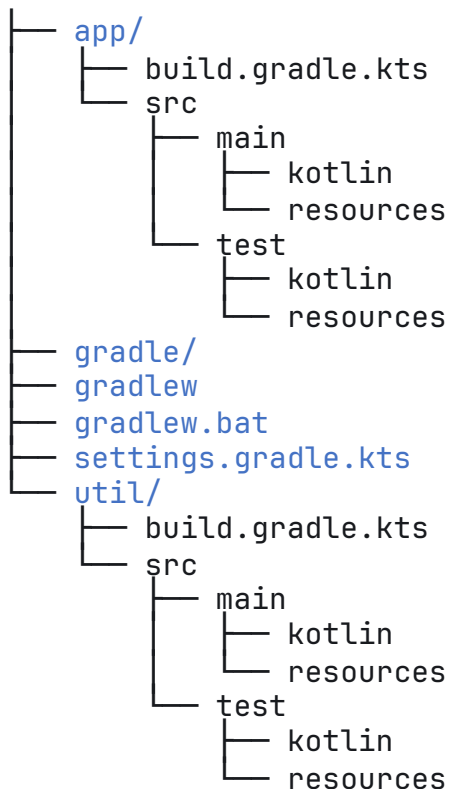 app/
build.gradle.kts
src
main
kotlin
resources
test
kotlin
resources
gradle/
gradlew
gradlew.bat
settings.gradle.kts
util/
build.gradle.kts
src
main
kotlin
resources
test
kotlin
resources